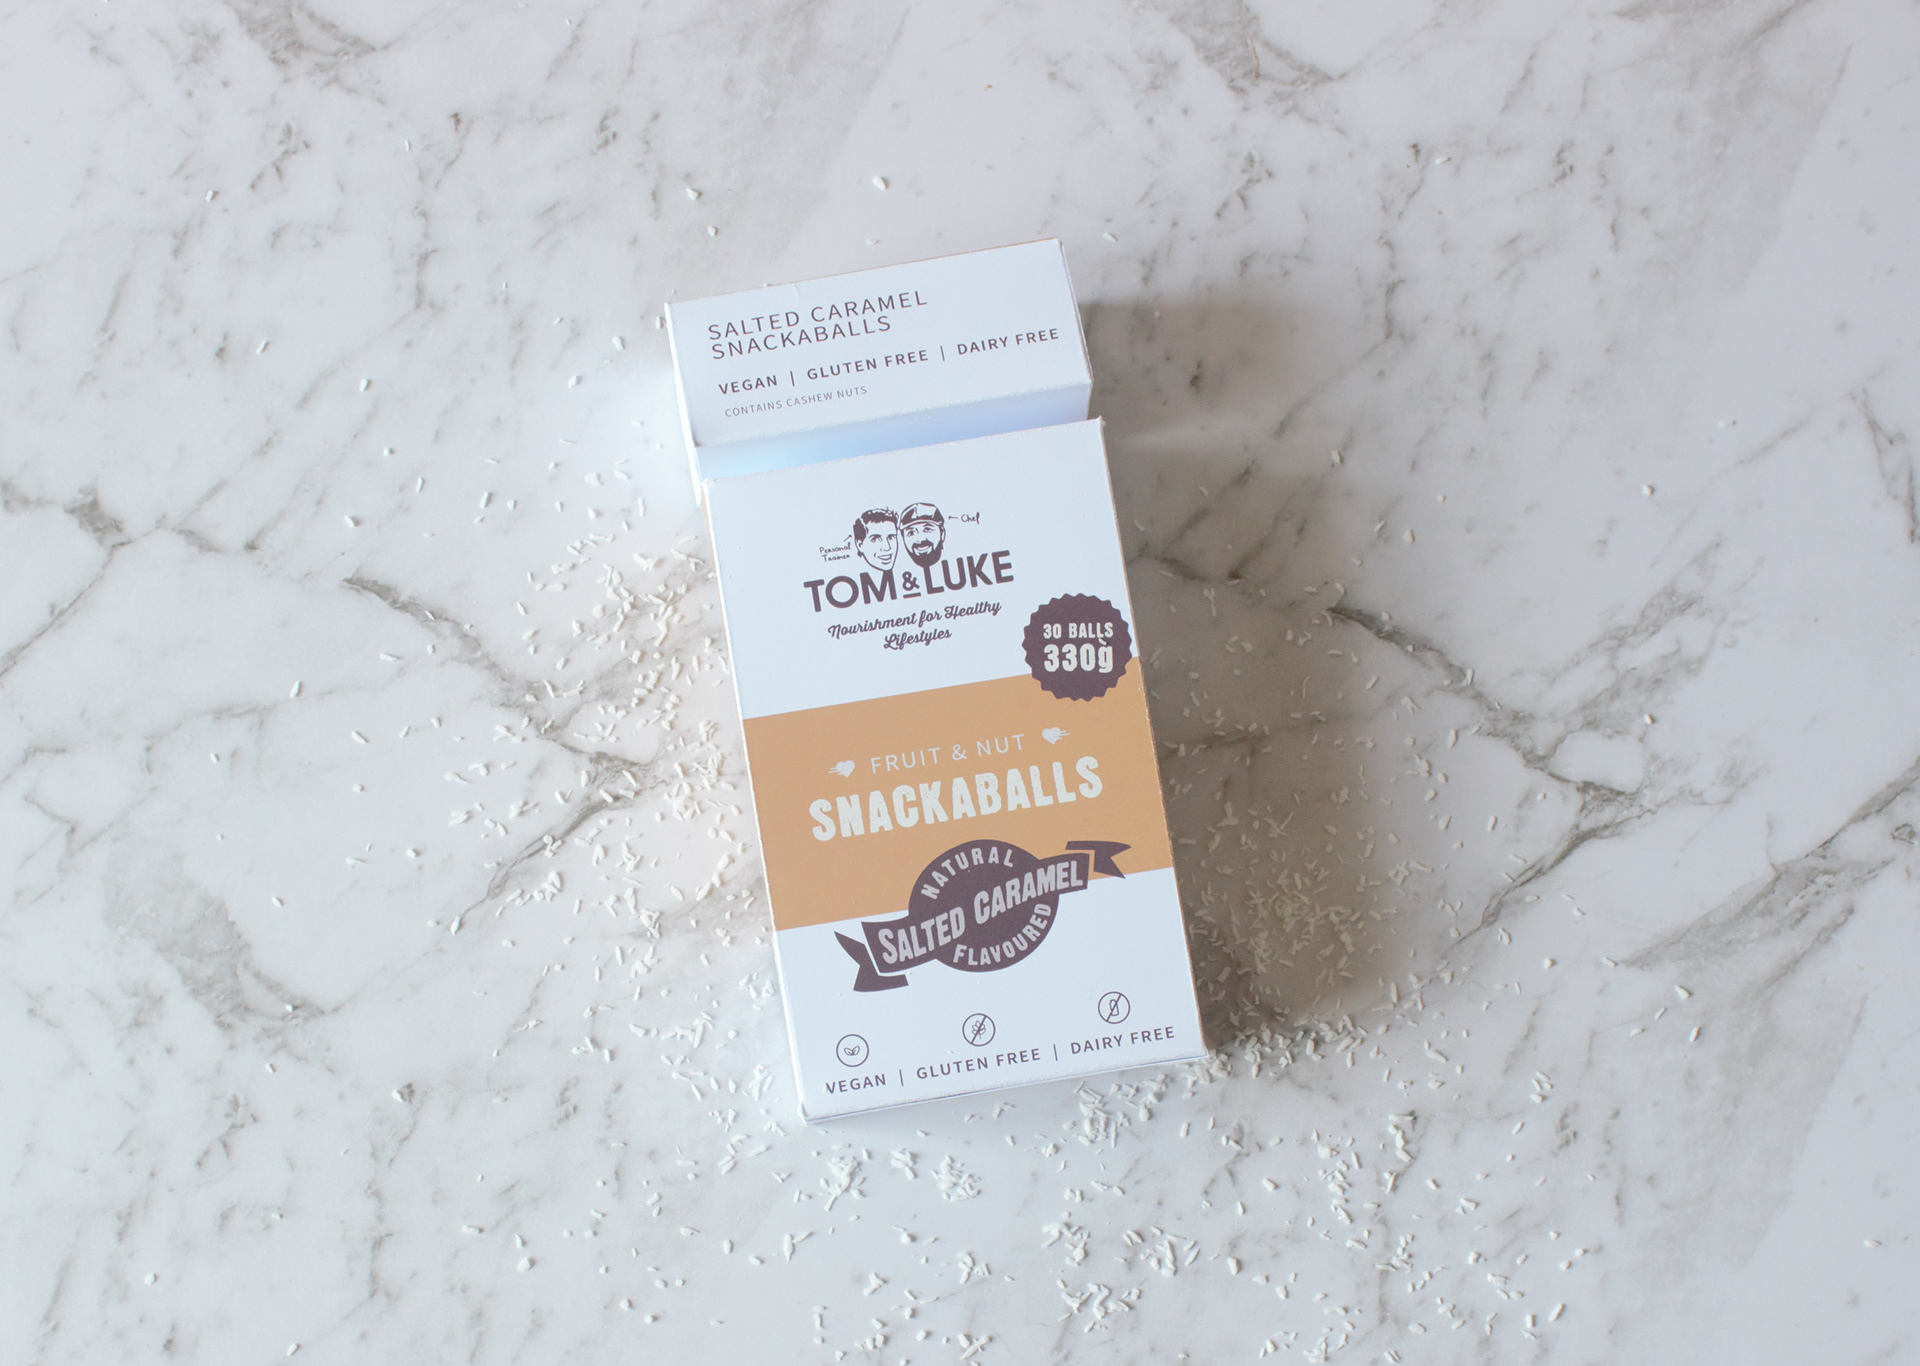 SALTED CARAMEL
SNACKABALLS
VEGAN | GLUTEN FREE | DAIRY FREE
CONTAINS CASHEW NUTS
Chef
Personal
Trainer
TOM & LUKE
Nourishment for Healthy
Lifestyles
30 BALLS
330g
FRUIT & NUT
SNACKABALLS
NATURAL
SALTED CARAMEL
FLAVOURED
VEGAN | GLUTEN FREE | DAIRY FREE